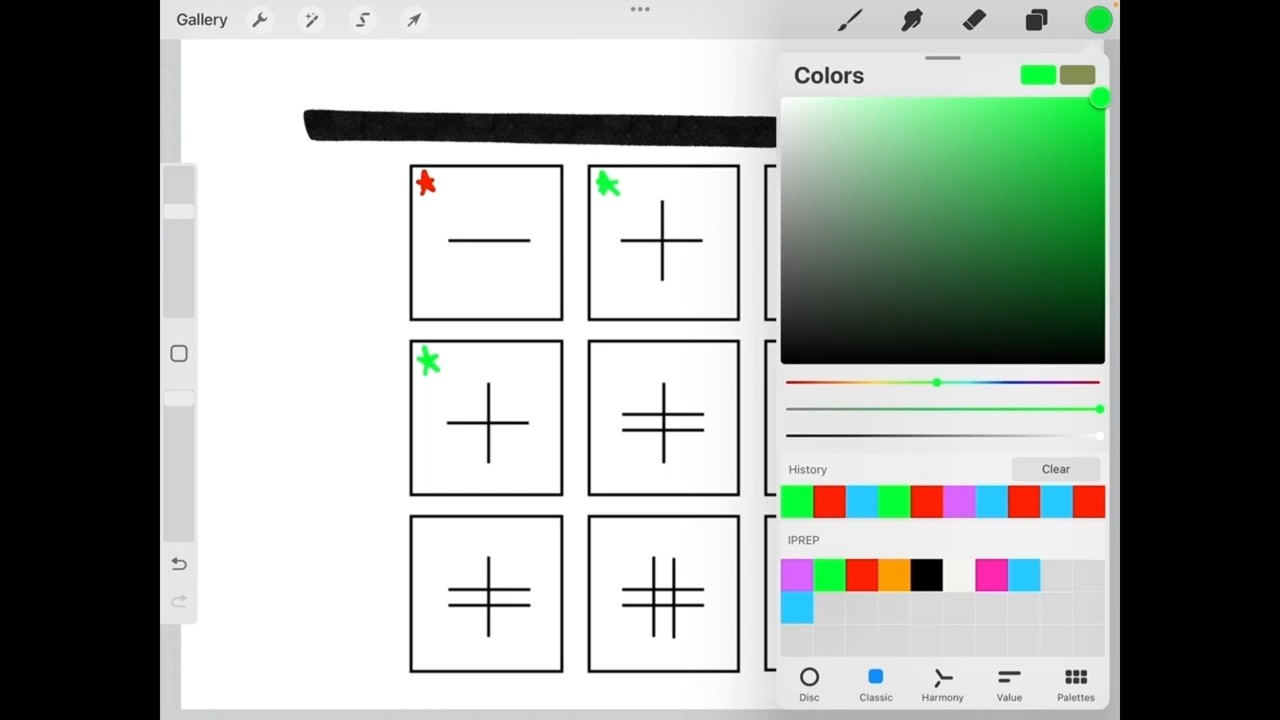 Gallery
Colors
History
Clear
IPREP
Disc
Classic
Harmony
Value
Palettes